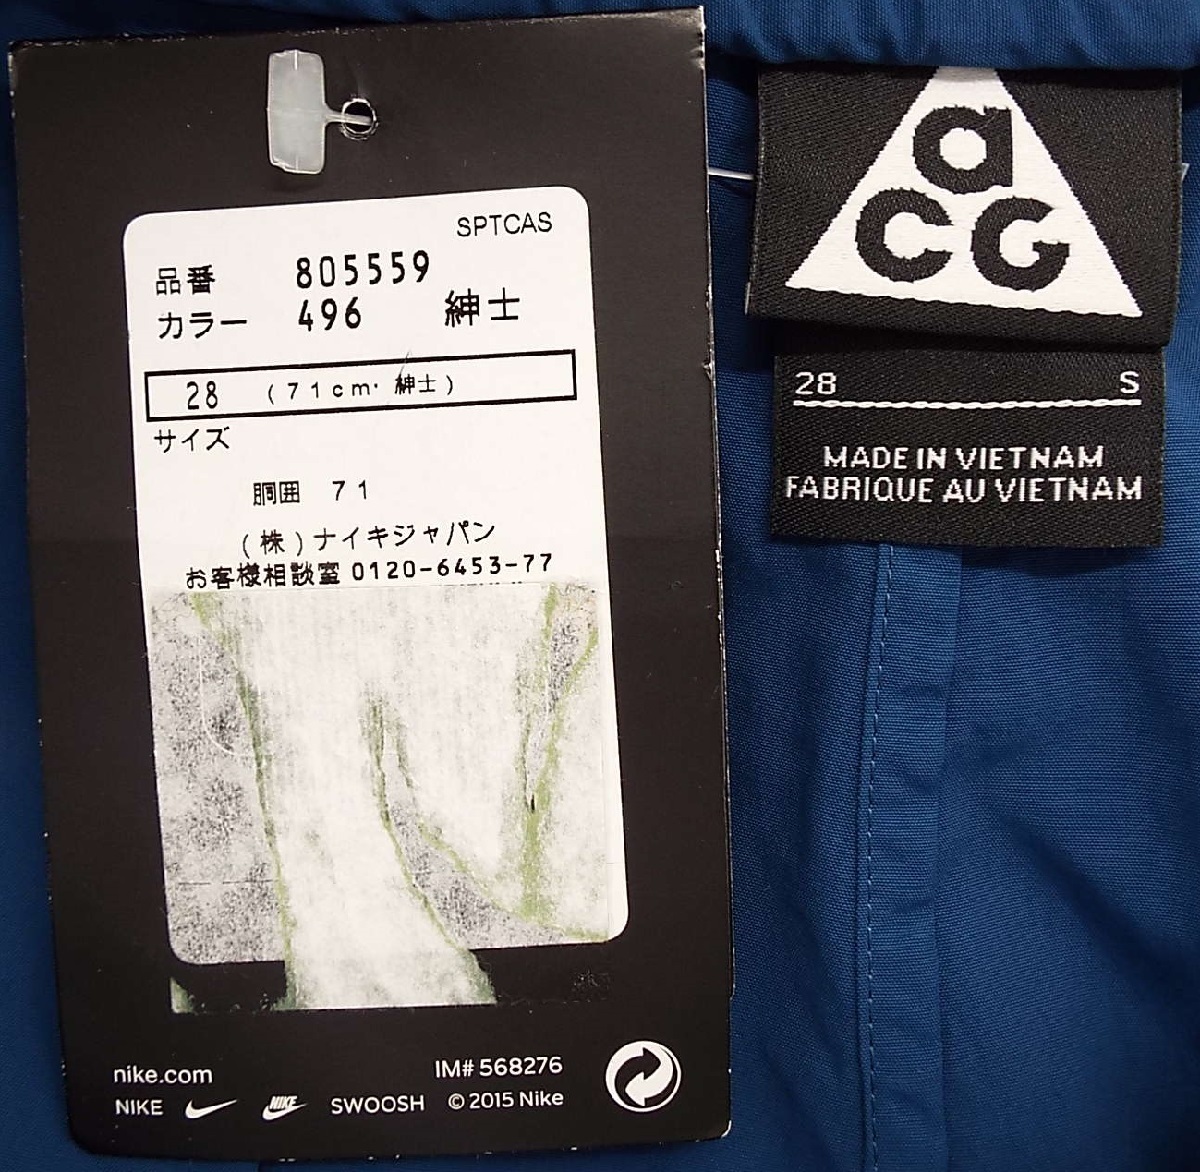 SPTCAS
品番 805559
カラー 496 紳士
28 (71cm・紳士)
サイズ
胴囲 71
(株)ナイキジャパン
お客様相談室 0120-6453-77
nike.com
IM# 568276
NIKE NIKE SWOOSH © 2015 Nike
a
CG
28 S
MADE IN VIETNAM
FABRIQUE AU VIETNAM